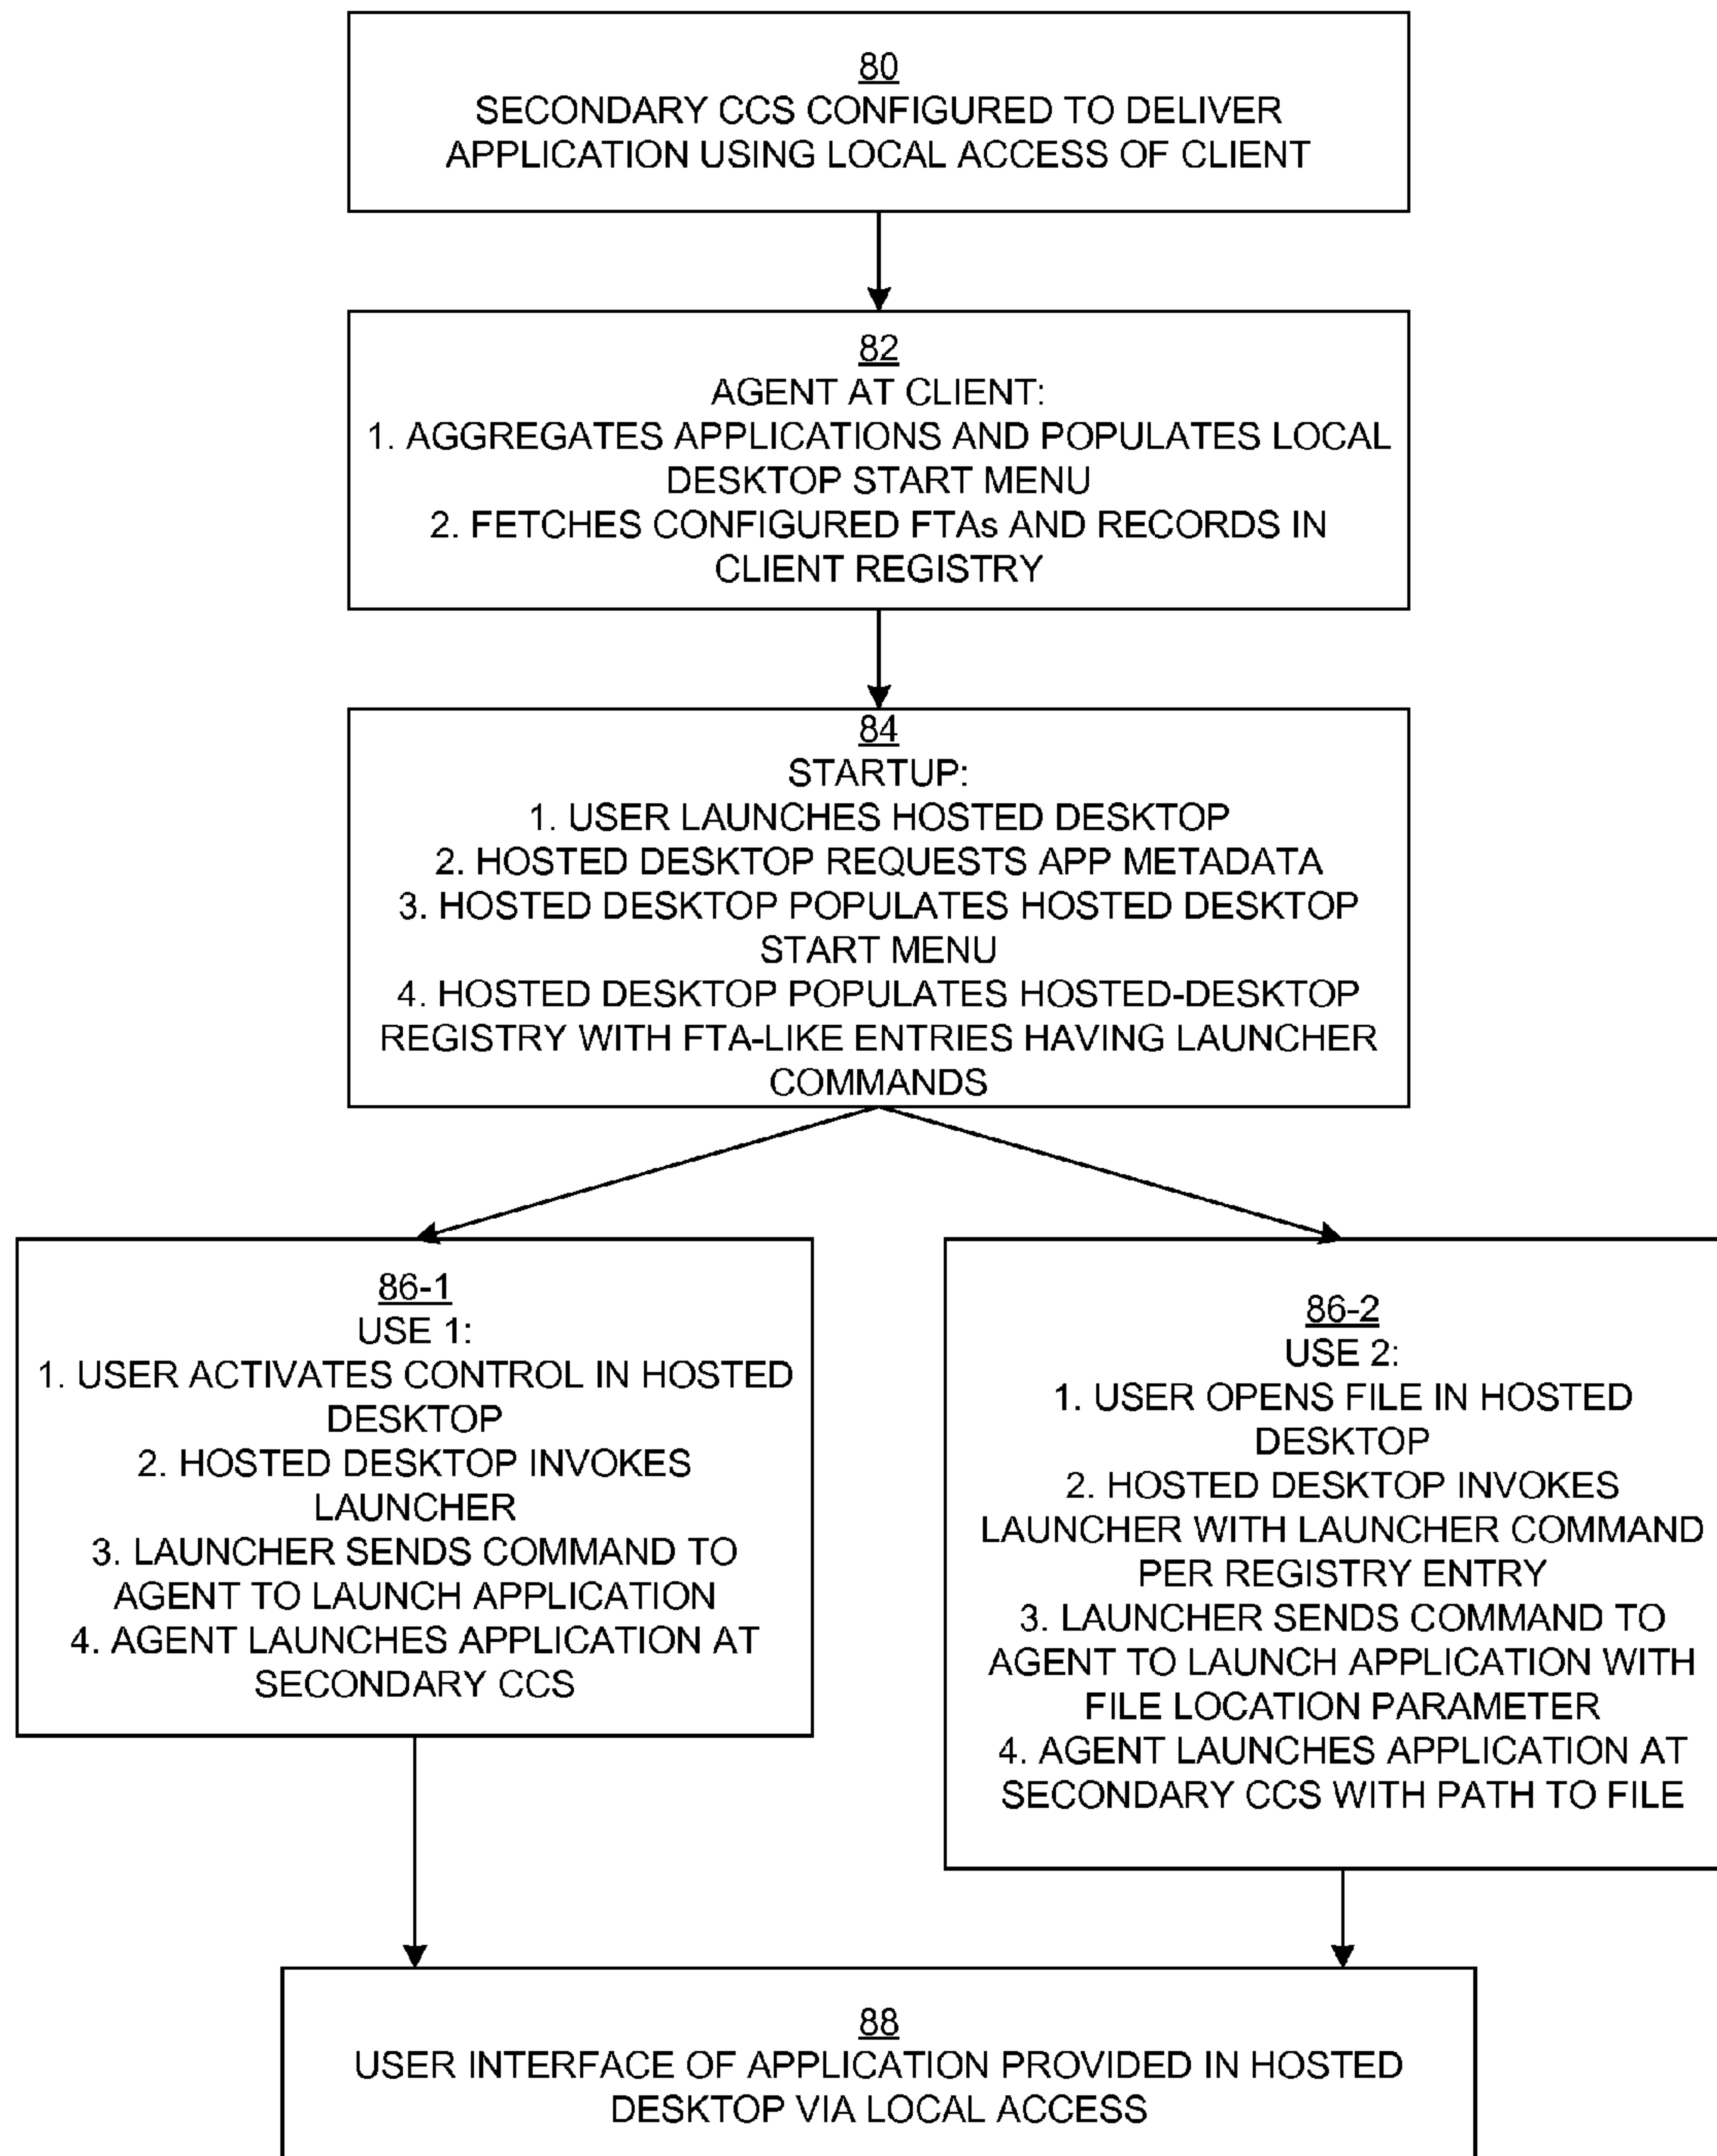 80
SECONDARY CCS CONFIGURED TO DELIVER
APPLICATION USING LOCAL ACCESS OF CLIENT
82
AGENT AT CLIENT:
1. AGGREGATES APPLICATIONS AND POPULATES LOCAL
DESKTOP START MENU
2. FETCHES CONFIGURED FTAs AND RECORDS IN
CLIENT REGISTRY
84
STARTUP:
1. USER LAUNCHES HOSTED DESKTOP
2. HOSTED DESKTOP REQUESTS APP METADATA
3. HOSTED DESKTOP POPULATES HOSTED DESKTOP
START MENU
4. HOSTED DESKTOP POPULATES HOSTED-DESKTOP
REGISTRY WITH FTA-LIKE ENTRIES HAVING LAUNCHER
COMMANDS
86-1
USE 1:
1. USER ACTIVATES CONTROL IN HOSTED
DESKTOP
2. HOSTED DESKTOP INVOKES
LAUNCHER
3. LAUNCHER SENDS COMMAND TO
AGENT TO LAUNCH APPLICATION
4. AGENT LAUNCHES APPLICATION AT
SECONDARY CCS
86-2
USE 2:
1. USER OPENS FILE IN HOSTED
DESKTOP
2. HOSTED DESKTOP INVOKES
LAUNCHER WITH LAUNCHER COMMAND
PER REGISTRY ENTRY
3. LAUNCHER SENDS COMMAND TO
AGENT TO LAUNCH APPLICATION WITH
FILE LOCATION PARAMETER
4. AGENT LAUNCHES APPLICATION AT
SECONDARY CCS WITH PATH TO FILE
88
USER INTERFACE OF APPLICATION PROVIDED IN HOSTED
DESKTOP VIA LOCAL ACCESS